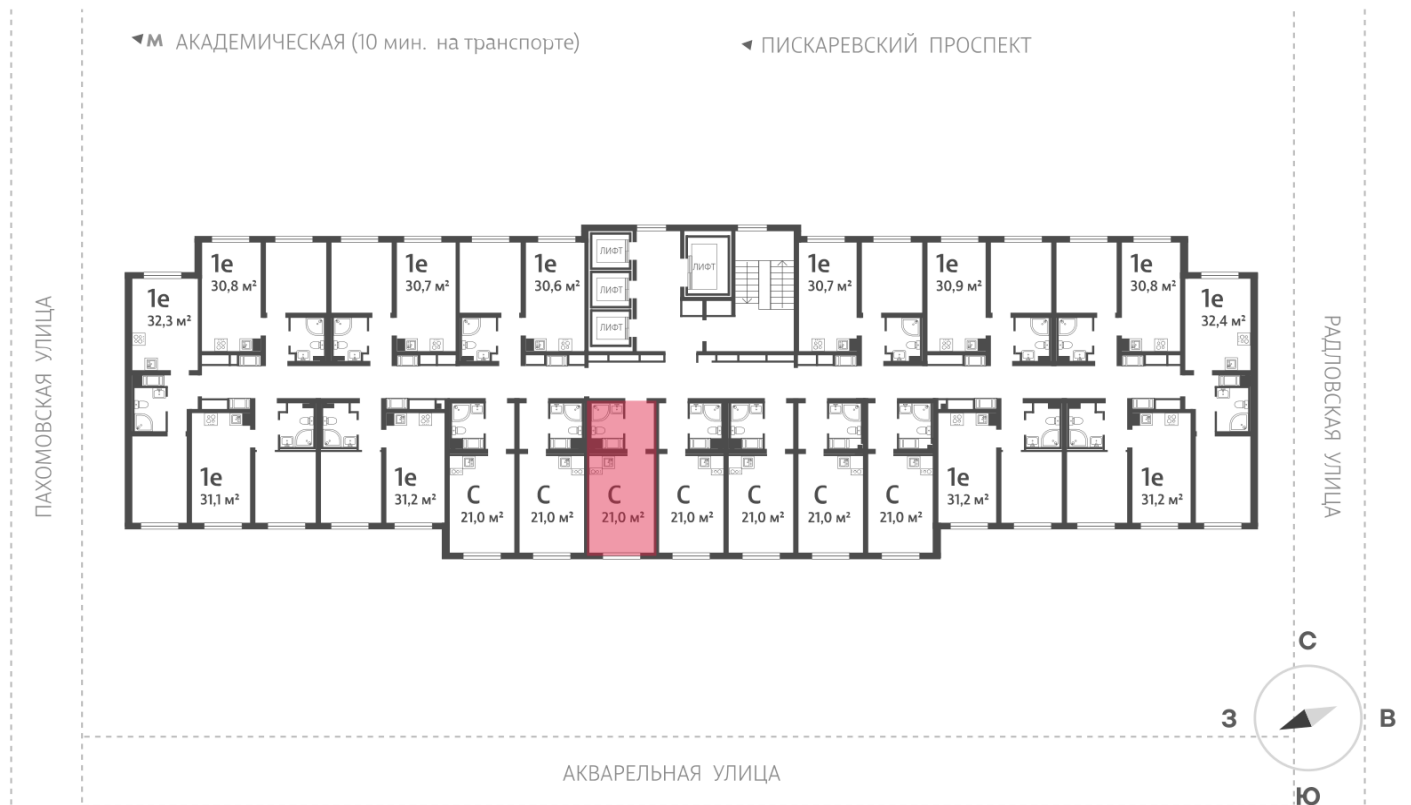 М АКАДЕМИЧЕСКАЯ (10 мин. на транспорте)
ПИСКАРЕВСКИЙ ПРОСПЕКТ
ПАХОМОВСКАЯ УЛИЦА
РАДЛОВСКАЯ УЛИЦА
1е
32,3 м²
1е
30,8 м²
1е
30,7 м²
1е
30,6 м²
ЛИФТ
ЛИФТ
ЛИФТ
ЛИФТ
1е
30,7 м²
1е
30,9 м²
1е
30,8 м²
1е
32,4 м²
1е
31,1 м²
1е
31,2 м²
С
21,0 м²
С
21,0 м²
С
21,0 м²
С
21,0 м²
С
21,0 м²
С
21,0 м²
С
21,0 м²
1е
31,2 м²
1е
31,2 м²
С
З
В
Ю
АКВАРЕЛЬНАЯ УЛИЦА